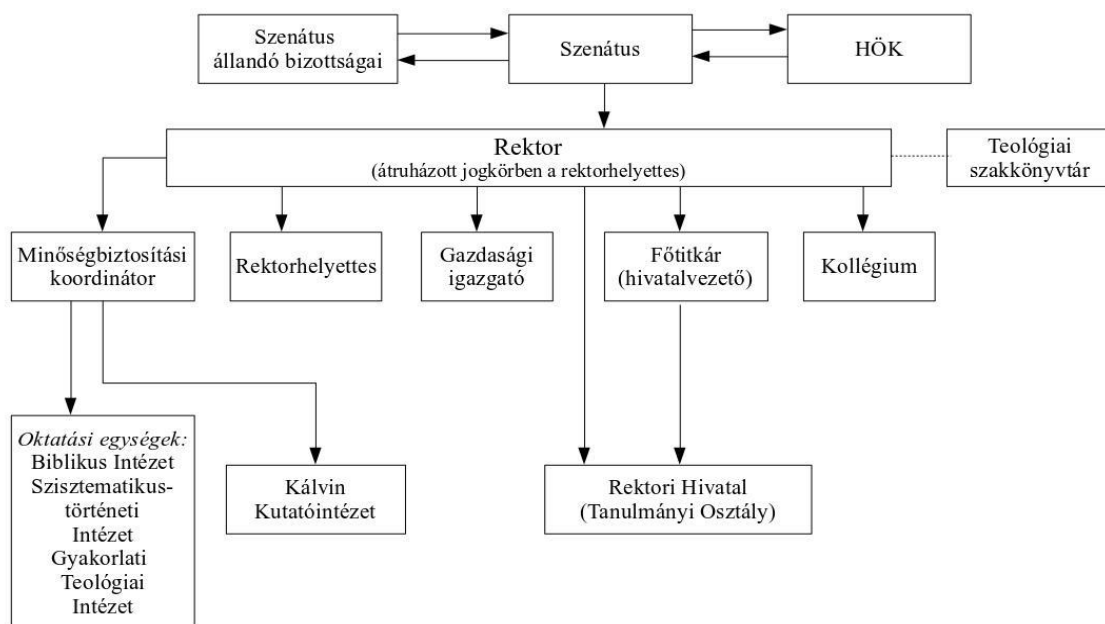 Szenátus
állandó bizottságai
Szenátus
HÖK
Rektor
(átruházott jogkörben a rektorhelyettes)
Teológiai
szakkönyvtár
Minőségbiztosítási
koordinátor
Rektorhelyettes
Gazdasági
igazgató
Főtitkár
(hivatalvezető)
Kollégium
Oktatási egységek:
Biblikus Intézet
Szisztematikus-
történeti
Intézet
Gyakorlati
Teológiai
Intézet
Kálvin
Kutatóintézet
Rektori Hivatal
(Tanulmányi Osztály)